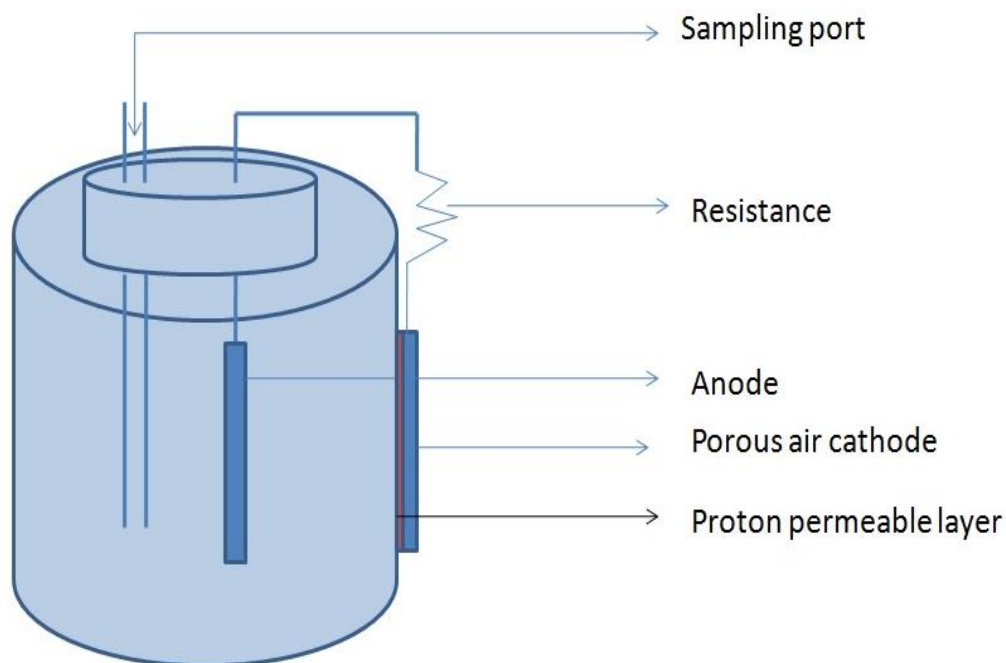 Sampling port
Resistance
Anode
Porous air cathode
Proton permeable layer